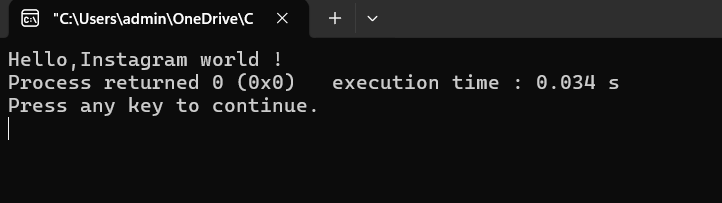 "C:\Users\admin\OneDrive\C
Hello,Instagram world !
Process returned 0 (0x0)   execution time : 0.034 s
Press any key to continue.